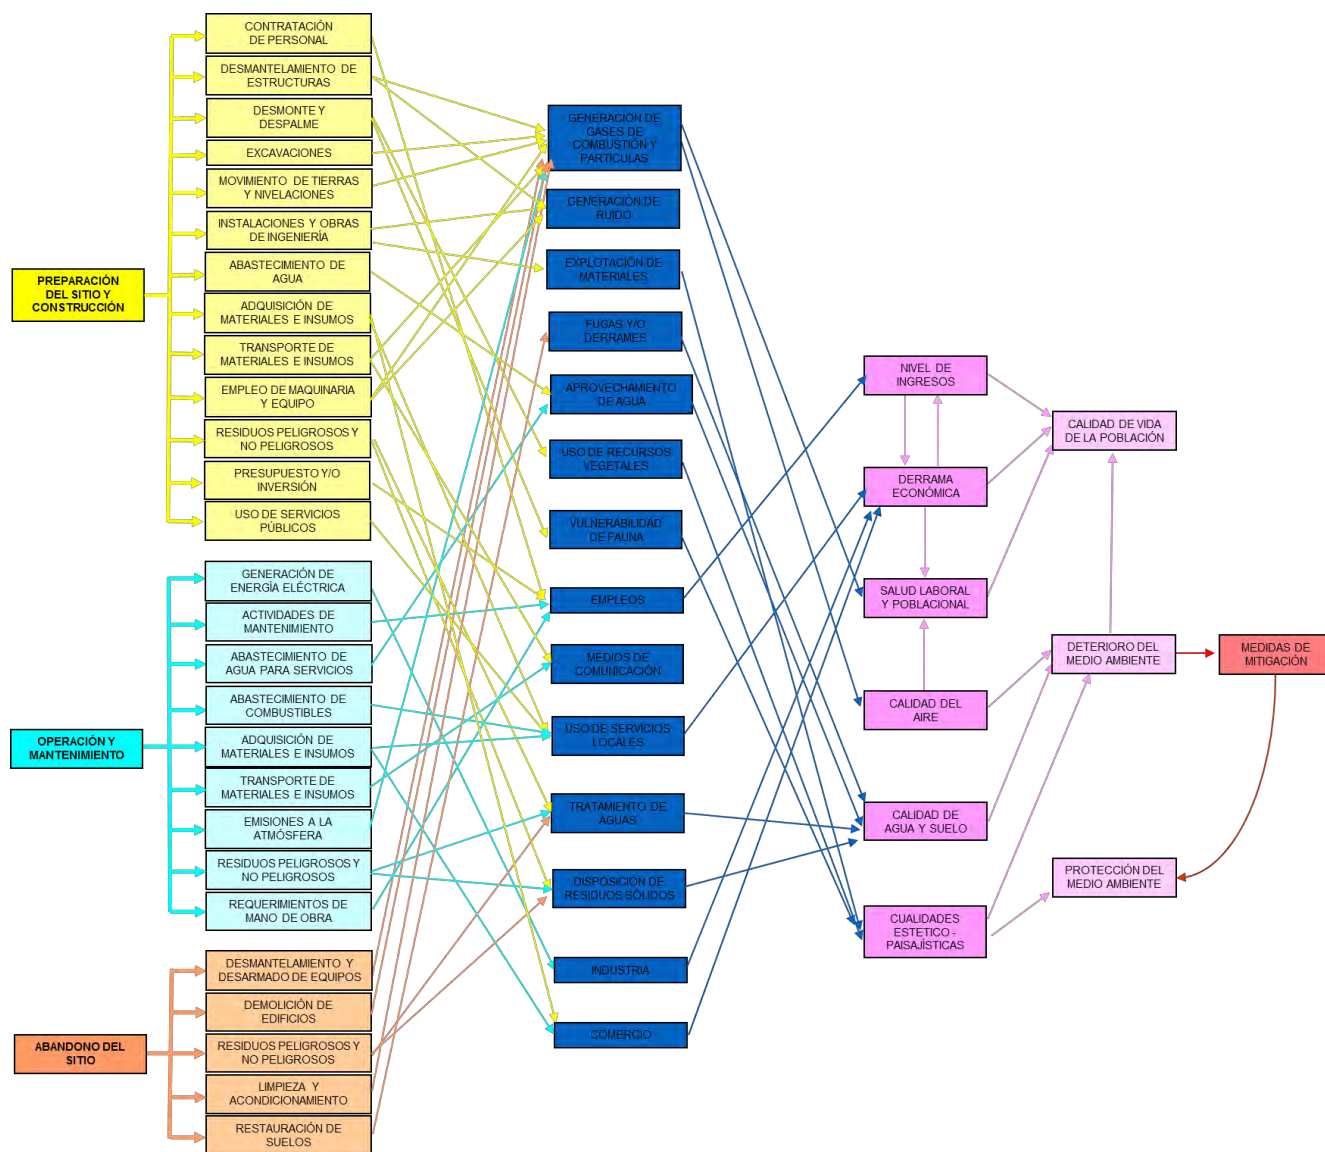 CONTRATACIÓN
DE PERSONAL
DESMANTELAMIENTO DE
ESTRUCTURAS
DESMONTE Y
DESPALME
EXCAVACIONES
MOVIMIENTO DE TIERRAS
Y NIVELACIONES
INSTALACIONES Y OBRAS
DE INGENIERÍA
ABASTECIMIENTO DE
AGUA
ADQUISICIÓN DE
MATERIALES E INSUMOS
TRANSPORTE DE
MATERIALES E INSUMOS
EMPLEO DE MAQUINARIA
Y EQUIPO
RESIDUOS PELIGROSOS Y
NO PELIGROSOS
PRESUPUESTO Y/O
INVERSIÓN
USO DE SERVICIOS
PÚBLICOS
PREPARACIÓN
DEL SITIO Y
CONSTRUCCIÓN
GENERACIÓN DE
ENERGÍA ELÉCTRICA
ACTIVIDADES DE
MANTENIMIENTO
ABASTECIMIENTO DE
AGUA PARA SERVICIOS
ABASTECIMIENTO DE
COMBUSTIBLES
ADQUISICIÓN DE
MATERIALES E INSUMOS
TRANSPORTE DE
MATERIALES E INSUMOS
EMISIONES A LA
ATMÓSFERA
RESIDUOS PELIGROSOS Y
NO PELIGROSOS
REQUERIMIENTOS DE
MANO DE OBRA
OPERACIÓN Y
MANTENIMIENTO
DESMANTELAMIENTO Y
DESARMADO DE EQUIPOS
DEMOLICIÓN DE
EDIFICIOS
RESIDUOS PELIGROSOS Y
NO PELIGROSOS
LIMPIEZA Y
ACONDICIONAMIENTO
RESTAURACIÓN DE
SUELOS
ABANDONO DEL
SITIO
GENERACIÓN DE
GASES DE
COMBUSTIÓN Y
PARTICULAS
GENERACIÓN DE
RUIDO
EXPLOTACIÓN DE
MATERIALES
FUGAS Y/O
DERRAMES
APROVECHAMIENTO
DE AGUA
USO DE RECURSOS
VEGETALES
VULNERABILIDAD
DE FAUNA
EMPLEOS
MEDIOS DE
COMUNICACIÓN
USO DE SERVICIOS
LOCALES
TRATAMIENTO DE
AGUAS
DISPOSICIÓN DE
RESIDUOS SÓLIDOS
INDUSTRIA
COMERCIO
NIVEL DE
INGRESOS
DERRAMA
ECONÓMICA
SALUD LABORAL
Y POBLACIONAL
CALIDAD DEL
AIRE
CALIDAD DE
AGUA Y SUELO
CUALIDADES
ESTETICO -
PAISAJÍSTICAS
CALIDAD DE VIDA
DE LA POBLACIÓN
DETERIORO DEL
MEDIO AMBIENTE
PROTECCIÓN DEL
MEDIO AMBIENTE
MEDIDAS DE
MITIGACIÓN